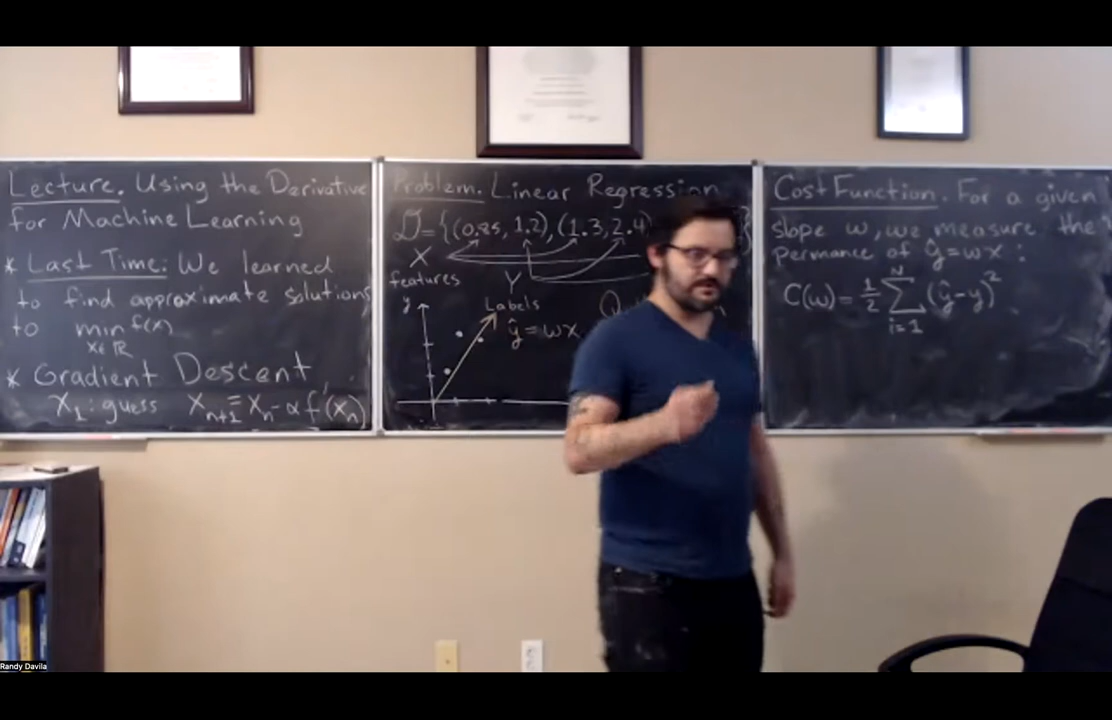 Lecture. Using the Derivative
for Machine Learning
* Last Time: We learned
to find approximate solutions
to min f(x)
x∈ℝ
* Gradient Descent
X₁: guess Xₙ₊₁ = Xₙ - α f'(xₙ)
Problem. Linear Regression
D = {(0.85, 1.2), (1.3, 2.4)
X Y
features Labels
y ŷ = wx
Cost Function. For a given
slope w, we measure the
permance of ŷ = wx :
C(w) = 1/2 N∑i=1 (ŷ - y)²
Randy Davila